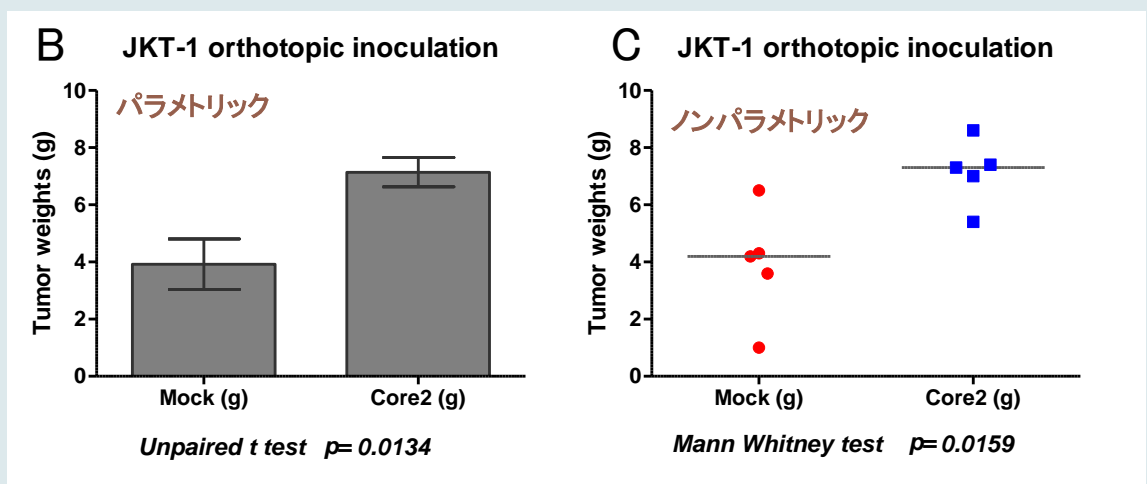 B JKT-1 orthotopic inoculation
パラメトリック
Tumor weights (g)
10
8
6
4
2
0
Mock (g) Core2 (g)
Unpaired t test p= 0.0134
C JKT-1 orthotopic inoculation
ノンパラメトリック
Tumor weights (g)
10
8
6
4
2
0
Mock (g) Core2 (g)
Mann Whitney test p= 0.0159